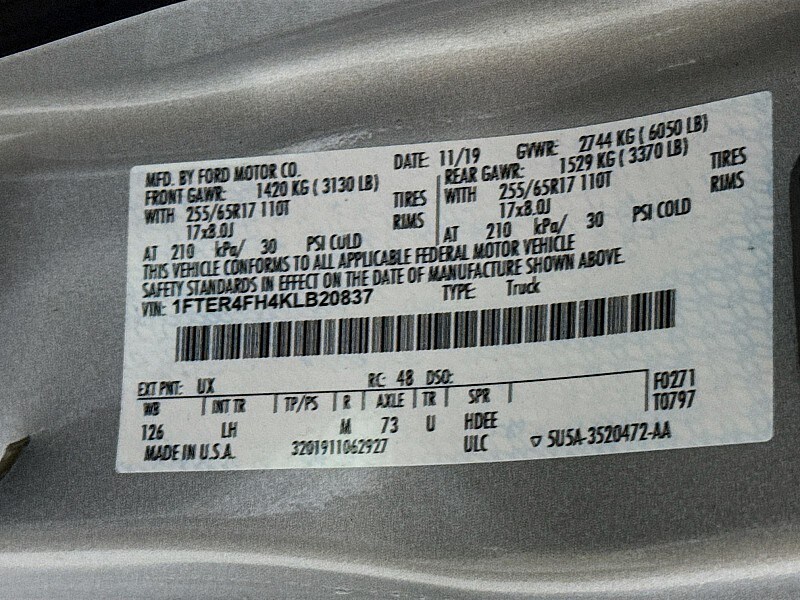 MFD. BY FORD MOTOR CO. DATE: 11/19 GVWR: 2744 KG ( 6050 LB)
FRONT GAWR: 1420 KG ( 3130 LB) REAR GAWR: 1529 KG ( 3370 LB)
WITH 255/65R17 110T TIRES WITH 255/65R17 110T TIRES
17x8.0J RIMS 17x8.0J RIMS
AT 210 kPa/ 30 PSI COLD AT 210 kPa/ 30 PSI COLD
THIS VEHICLE CONFORMS TO ALL APPLICABLE FEDERAL MOTOR VEHICLE
SAFETY STANDARDS IN EFFECT ON THE DATE OF MANUFACTURE SHOWN ABOVE.
VIN: 1FTER4FH4KLB20837 TYPE: Truck
EXT PNT: UX RC: 48 DSO: F0271
WB INT TR TP/PS R AXLE TR SPR T0797
126 LH M 73 U HDEE
MADE IN U.S.A. 3201911062927 ULC ▽ 5U5A-3520472-AA